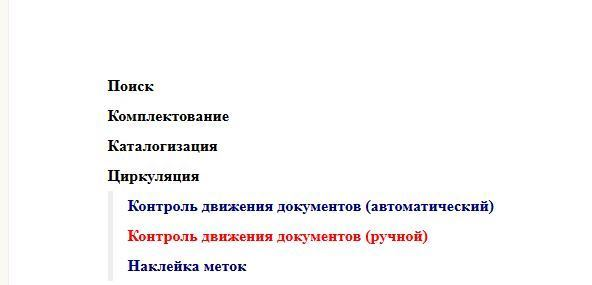 Поиск
Комплектование
Каталогизация
Циркуляция
Контроль движения документов (автоматический)
Контроль движения документов (ручной)
Наклейка меток